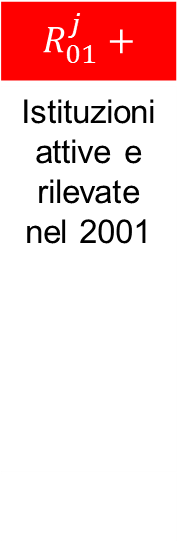 R^j_01 +
Istituzioni
attive e
rilevate
nel 2001